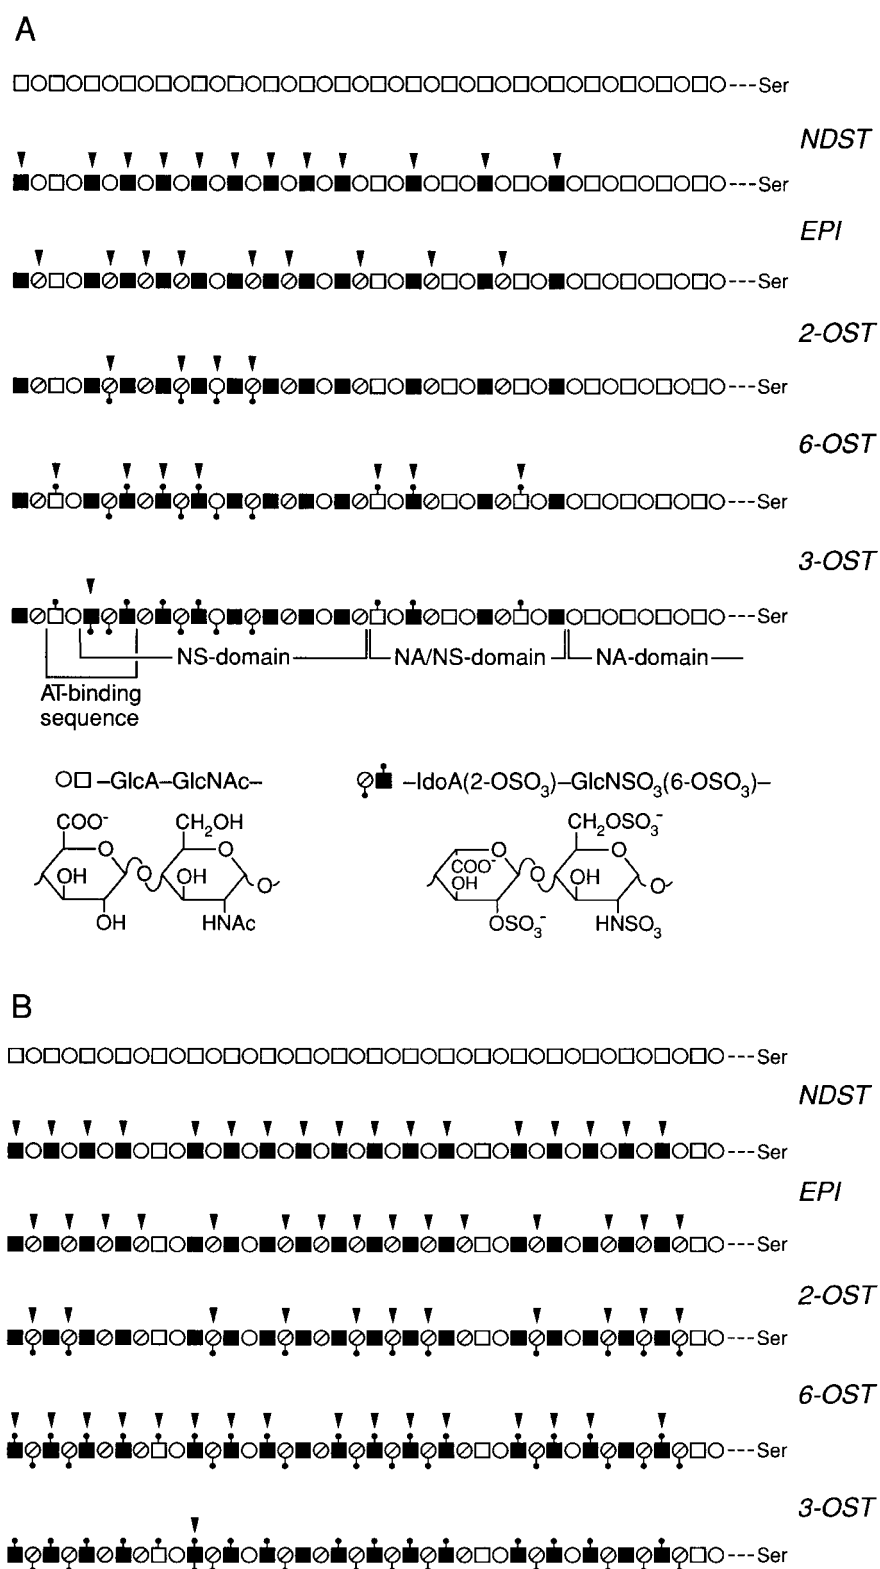 A
---Ser
NDST
---Ser
EPI
---Ser
2-OST
---Ser
6-OST
---Ser
3-OST
---Ser
NS-domain
NA/NS-domain
NA-domain
AT-binding
sequence
–GlcA–GlcNAc–
–IdoA(2-OSO₃)–GlcNSO₃(6-OSO₃)–
COO⁻
CH₂OH
O
O
OH
O
OH
O
OH
HNAc
CH₂OSO₃⁻
O
O
COO⁻
OH
O
OH
O
OSO₃⁻
HNSO₃
B
---Ser
NDST
---Ser
EPI
---Ser
2-OST
---Ser
6-OST
---Ser
3-OST
---Ser